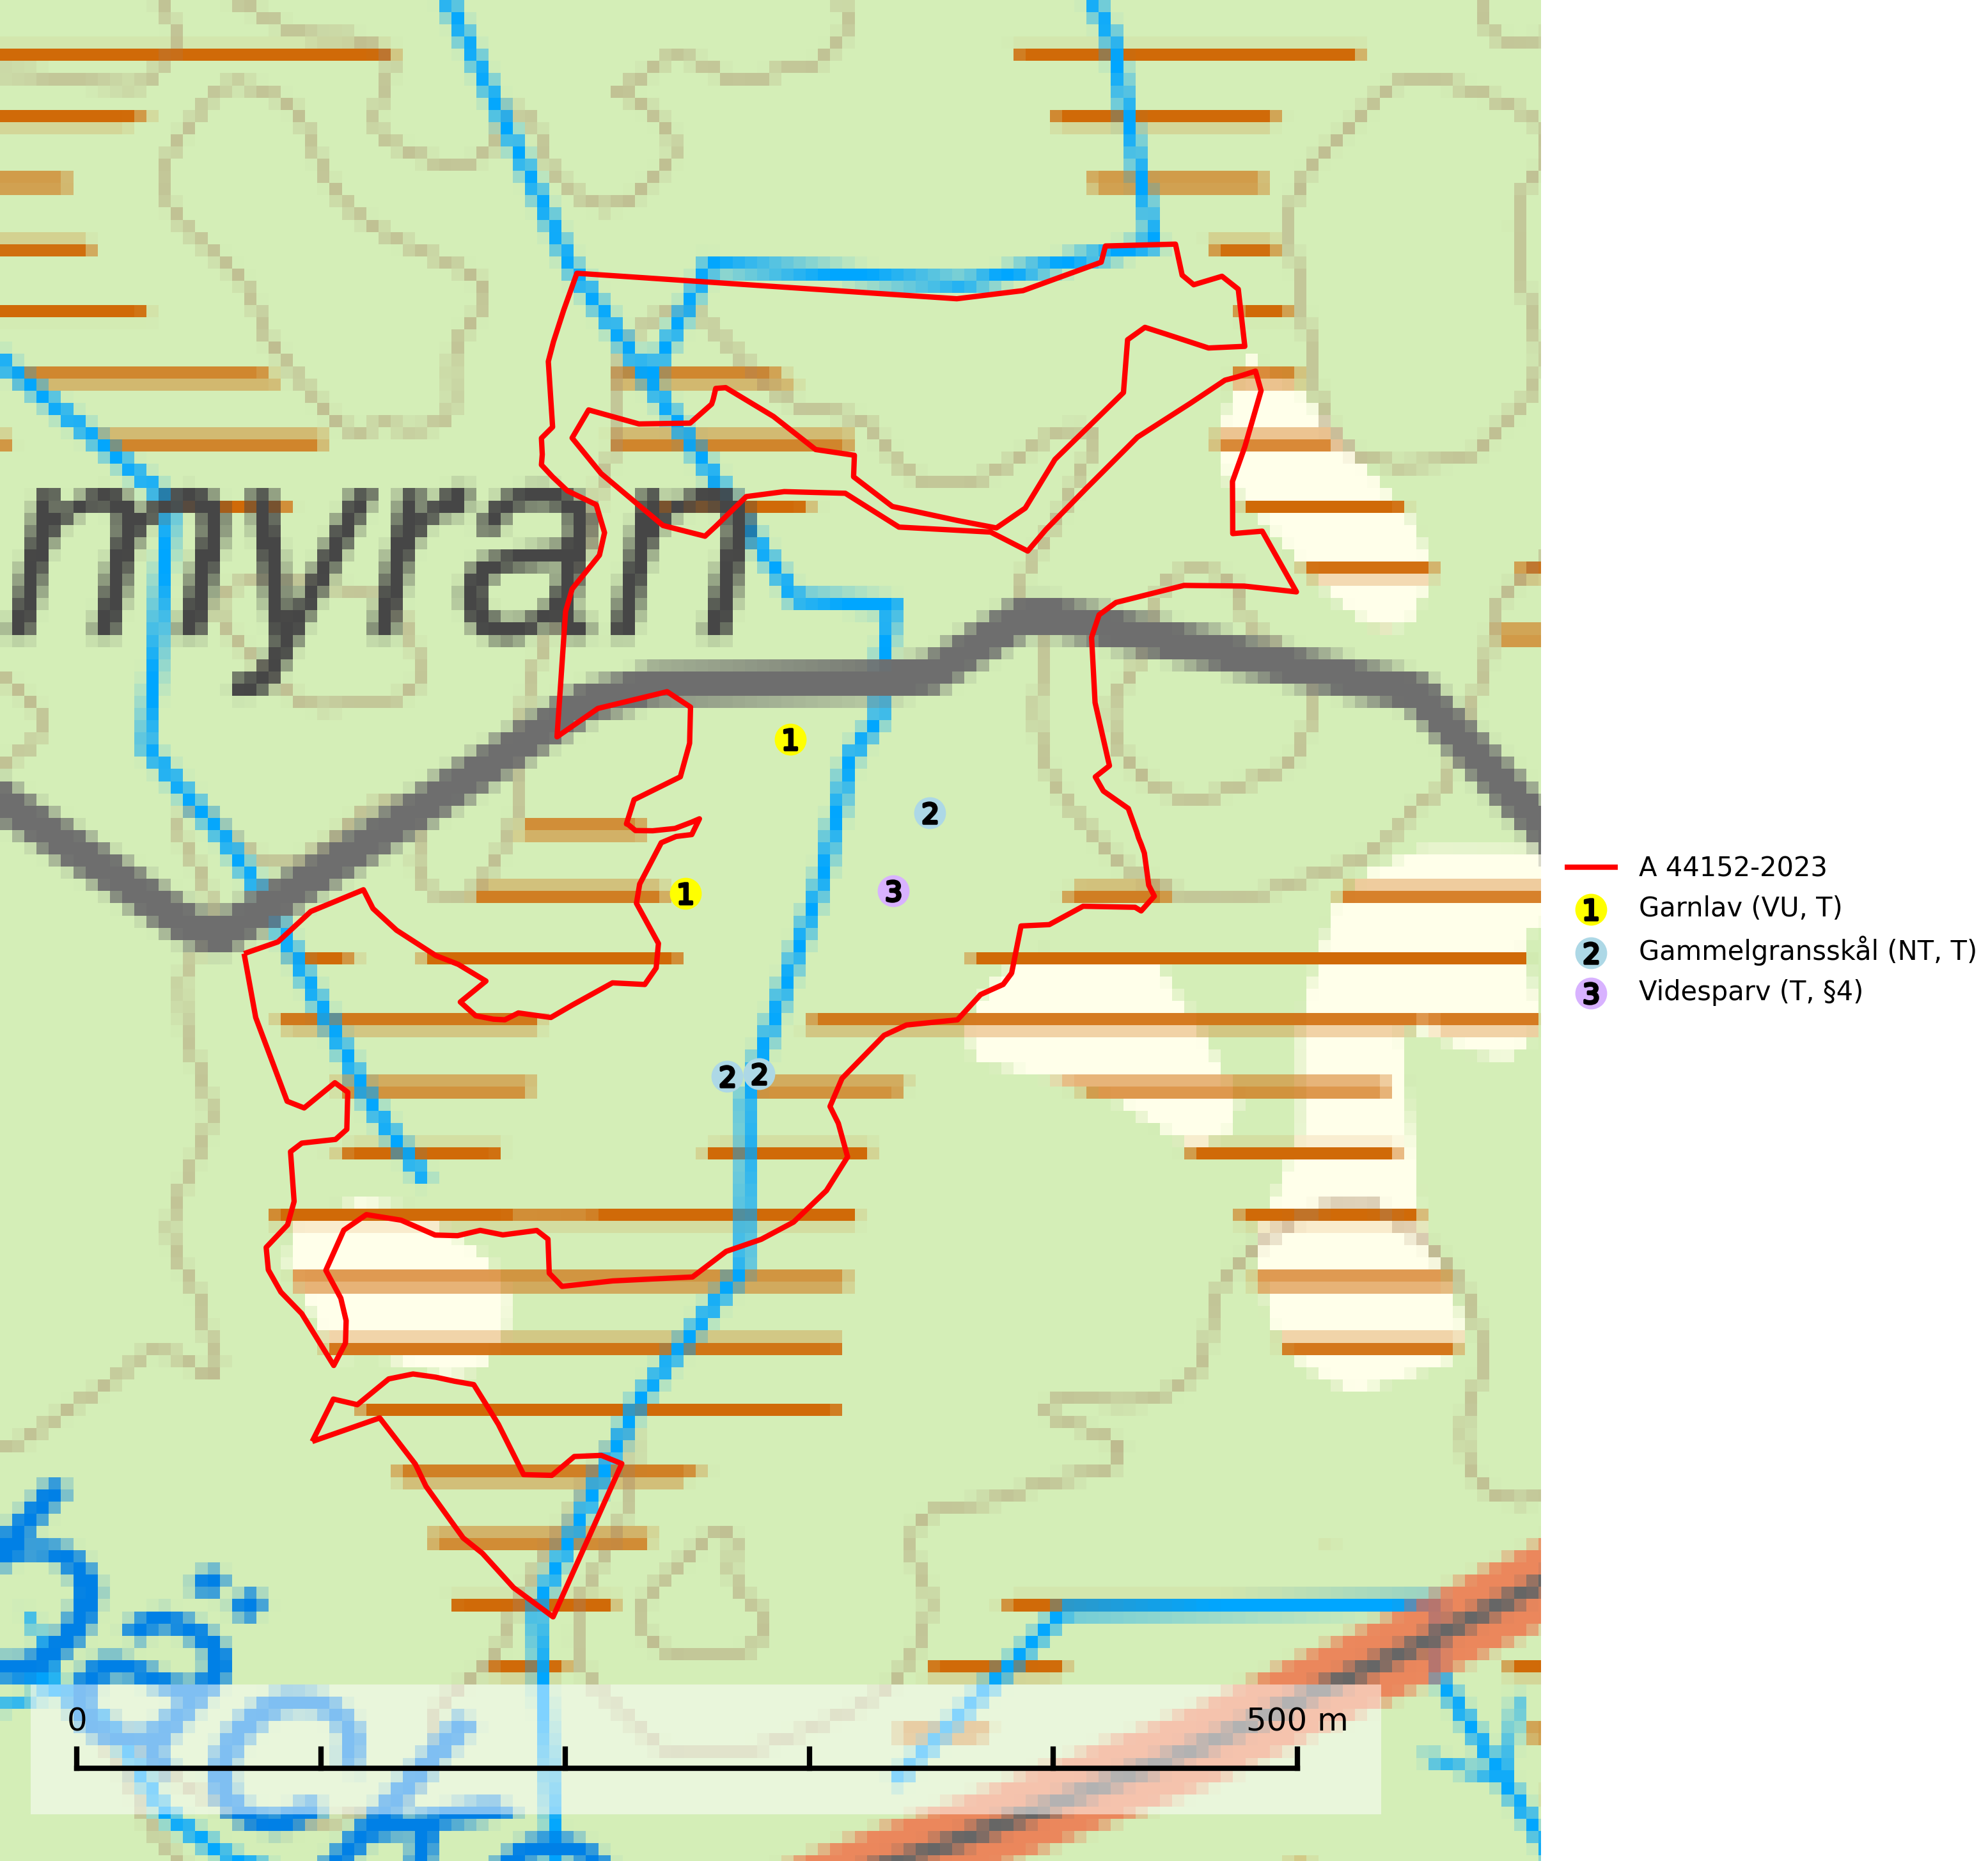 myran
1
2
3
1
2 2
0
500 m
A 44152-2023
1 Garnlav (VU, T)
2 Gammelgransskål (NT, T)
3 Videsparv (T, §4)